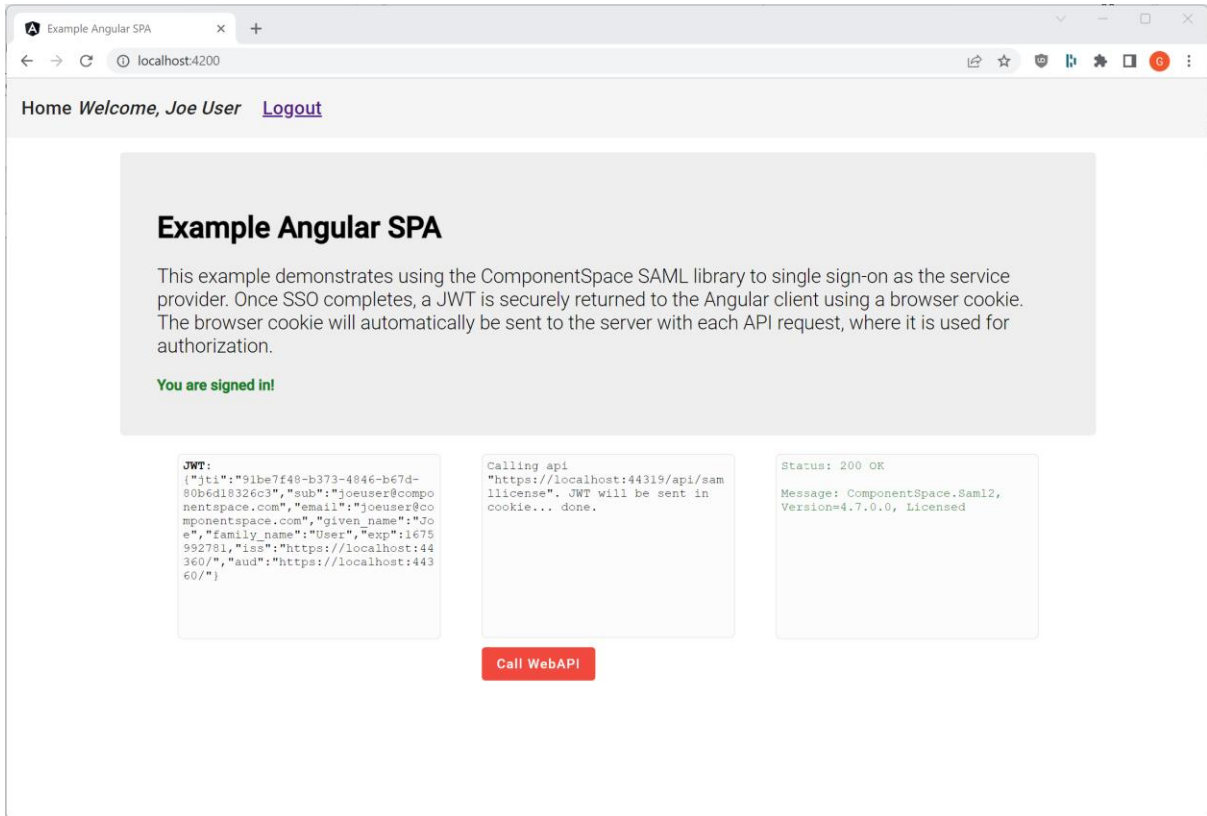 Example Angular SPA
localhost:4200
G
Home Welcome, Joe User Logout
Example Angular SPA
This example demonstrates using the ComponentSpace SAML library to single sign-on as the service
provider. Once SSO completes, a JWT is securely returned to the Angular client using a browser cookie.
The browser cookie will automatically be sent to the server with each API request, where it is used for
authorization.
You are signed in!
JWT:
{"jti":"91be7f48-b373-4846-b67d-
80b6d18326c3","sub":"joeuser@compo
nentspace.com","email":"joeuser@co
mponentspace.com","given_name":"Jo
e","family_name":"User","exp":1675
992781,"iss":"https://localhost:44
360/","aud":"https://localhost:443
60/"}
Calling api
"https://localhost:44319/api/sam
llicense". JWT will be sent in
cookie... done.
Status: 200 OK
Message: ComponentSpace.Saml2,
Version=4.7.0.0, Licensed
Call WebAPI